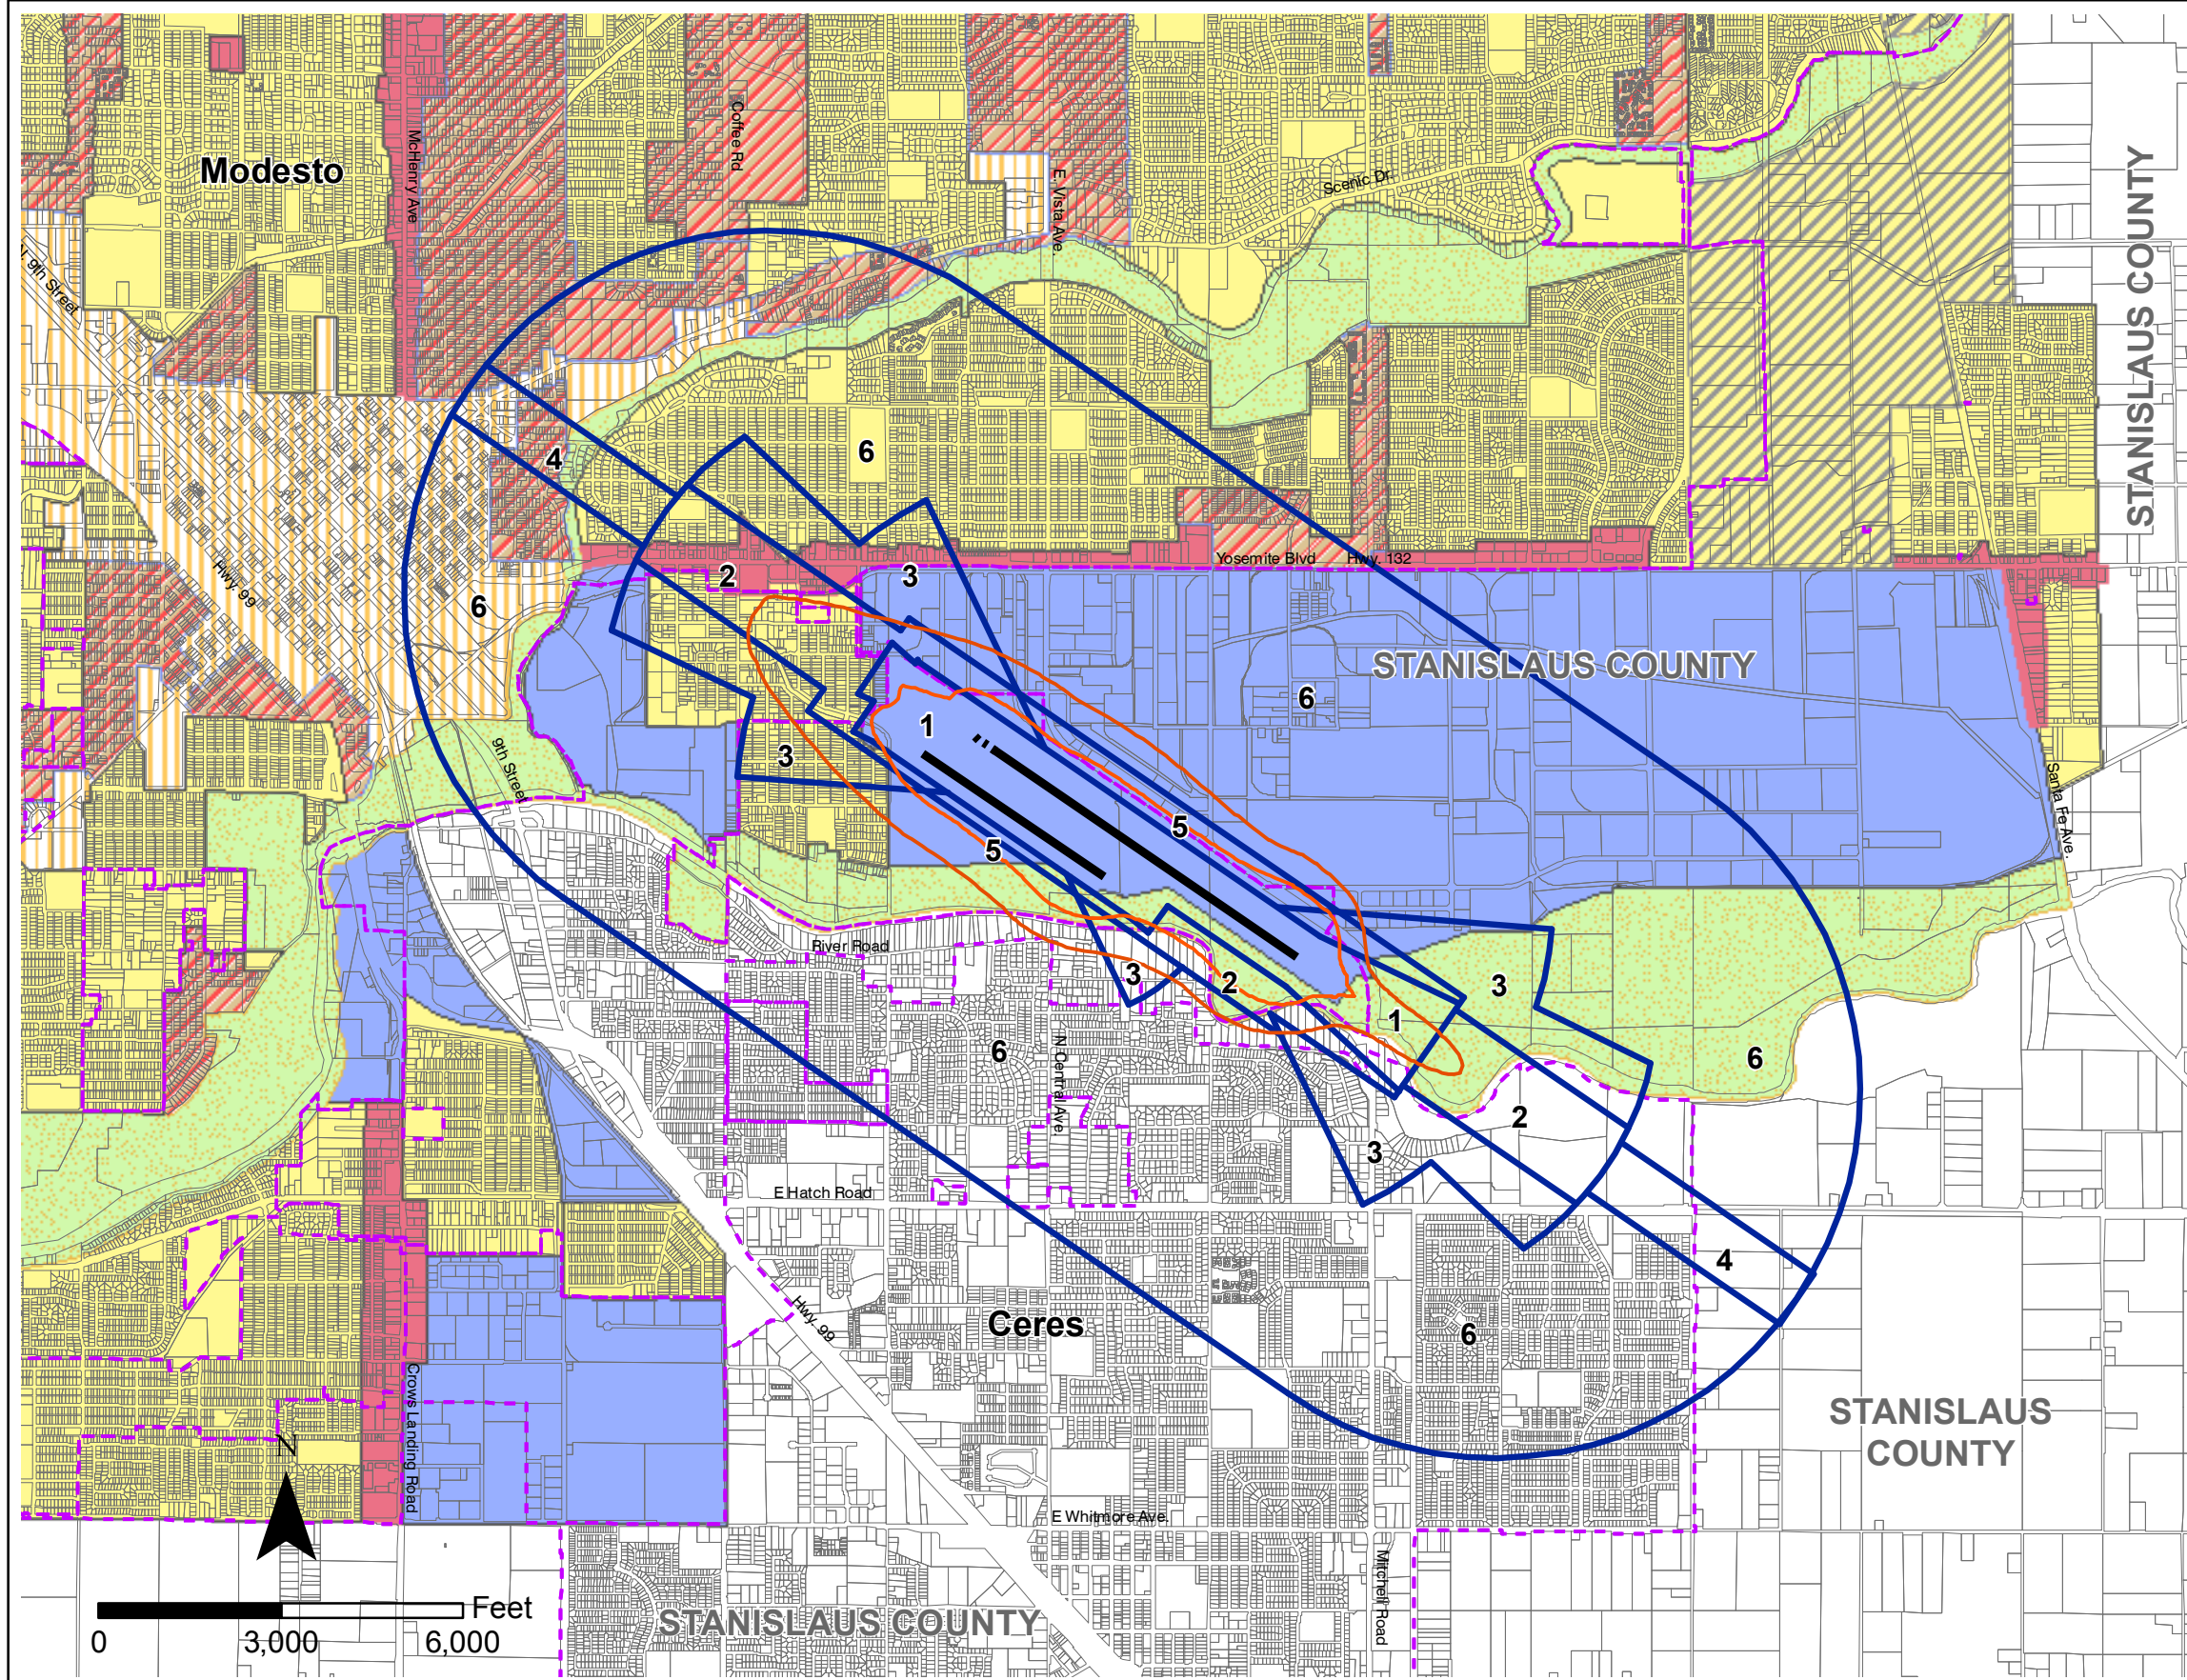 Modesto
McHenry Ave
Coffee Rd
E. Vista Ave.
Scenic Dr.
STANISLAUS COUNTY
N. 9th Street
Hwy. 99
4
6
6
2
3
Yosemite Blvd
Hwy. 132
STANISLAUS COUNTY
6
1
3
5
5
9th Street
Santa Fe Ave.
River Road
3
2
3
1
6
6
N Central Ave.
2
3
E Hatch Road
4
Hwy. 99
Ceres
6
Crows Landing Road
STANISLAUS
COUNTY
N
E Whitmore Ave.
Mitchell Road
Feet
0
3,000
6,000
STANISLAUS COUNTY